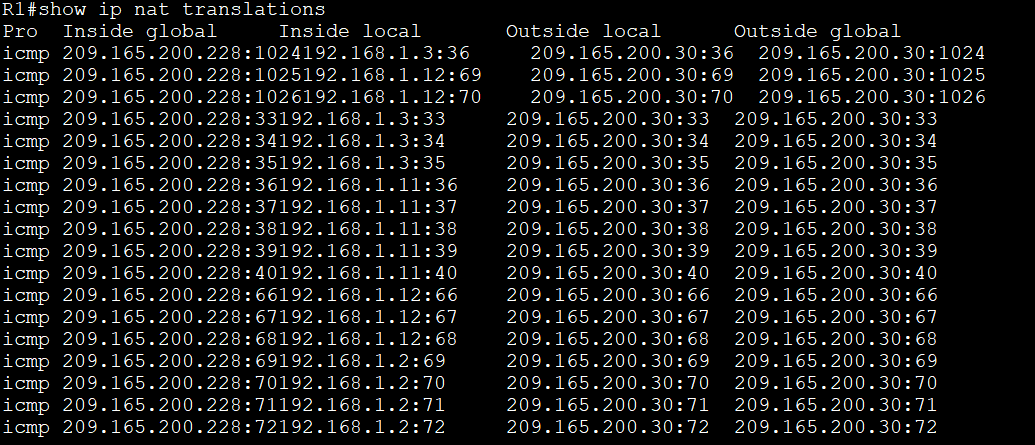 R1#show ip nat translations
Pro  Inside global     Inside local       Outside local      Outside global
icmp 209.165.200.228:1024192.168.1.3:36     209.165.200.30:36  209.165.200.30:1024
icmp 209.165.200.228:1025192.168.1.12:69    209.165.200.30:69  209.165.200.30:1025
icmp 209.165.200.228:1026192.168.1.12:70    209.165.200.30:70  209.165.200.30:1026
icmp 209.165.200.228:33192.168.1.3:33     209.165.200.30:33  209.165.200.30:33
icmp 209.165.200.228:34192.168.1.3:34     209.165.200.30:34  209.165.200.30:34
icmp 209.165.200.228:35192.168.1.3:35     209.165.200.30:35  209.165.200.30:35
icmp 209.165.200.228:36192.168.1.11:36    209.165.200.30:36  209.165.200.30:36
icmp 209.165.200.228:37192.168.1.11:37    209.165.200.30:37  209.165.200.30:37
icmp 209.165.200.228:38192.168.1.11:38    209.165.200.30:38  209.165.200.30:38
icmp 209.165.200.228:39192.168.1.11:39    209.165.200.30:39  209.165.200.30:39
icmp 209.165.200.228:40192.168.1.11:40    209.165.200.30:40  209.165.200.30:40
icmp 209.165.200.228:66192.168.1.12:66    209.165.200.30:66  209.165.200.30:66
icmp 209.165.200.228:67192.168.1.12:67    209.165.200.30:67  209.165.200.30:67
icmp 209.165.200.228:68192.168.1.12:68    209.165.200.30:68  209.165.200.30:68
icmp 209.165.200.228:69192.168.1.2:69     209.165.200.30:69  209.165.200.30:69
icmp 209.165.200.228:70192.168.1.2:70     209.165.200.30:70  209.165.200.30:70
icmp 209.165.200.228:71192.168.1.2:71     209.165.200.30:71  209.165.200.30:71
icmp 209.165.200.228:72192.168.1.2:72     209.165.200.30:72  209.165.200.30:72